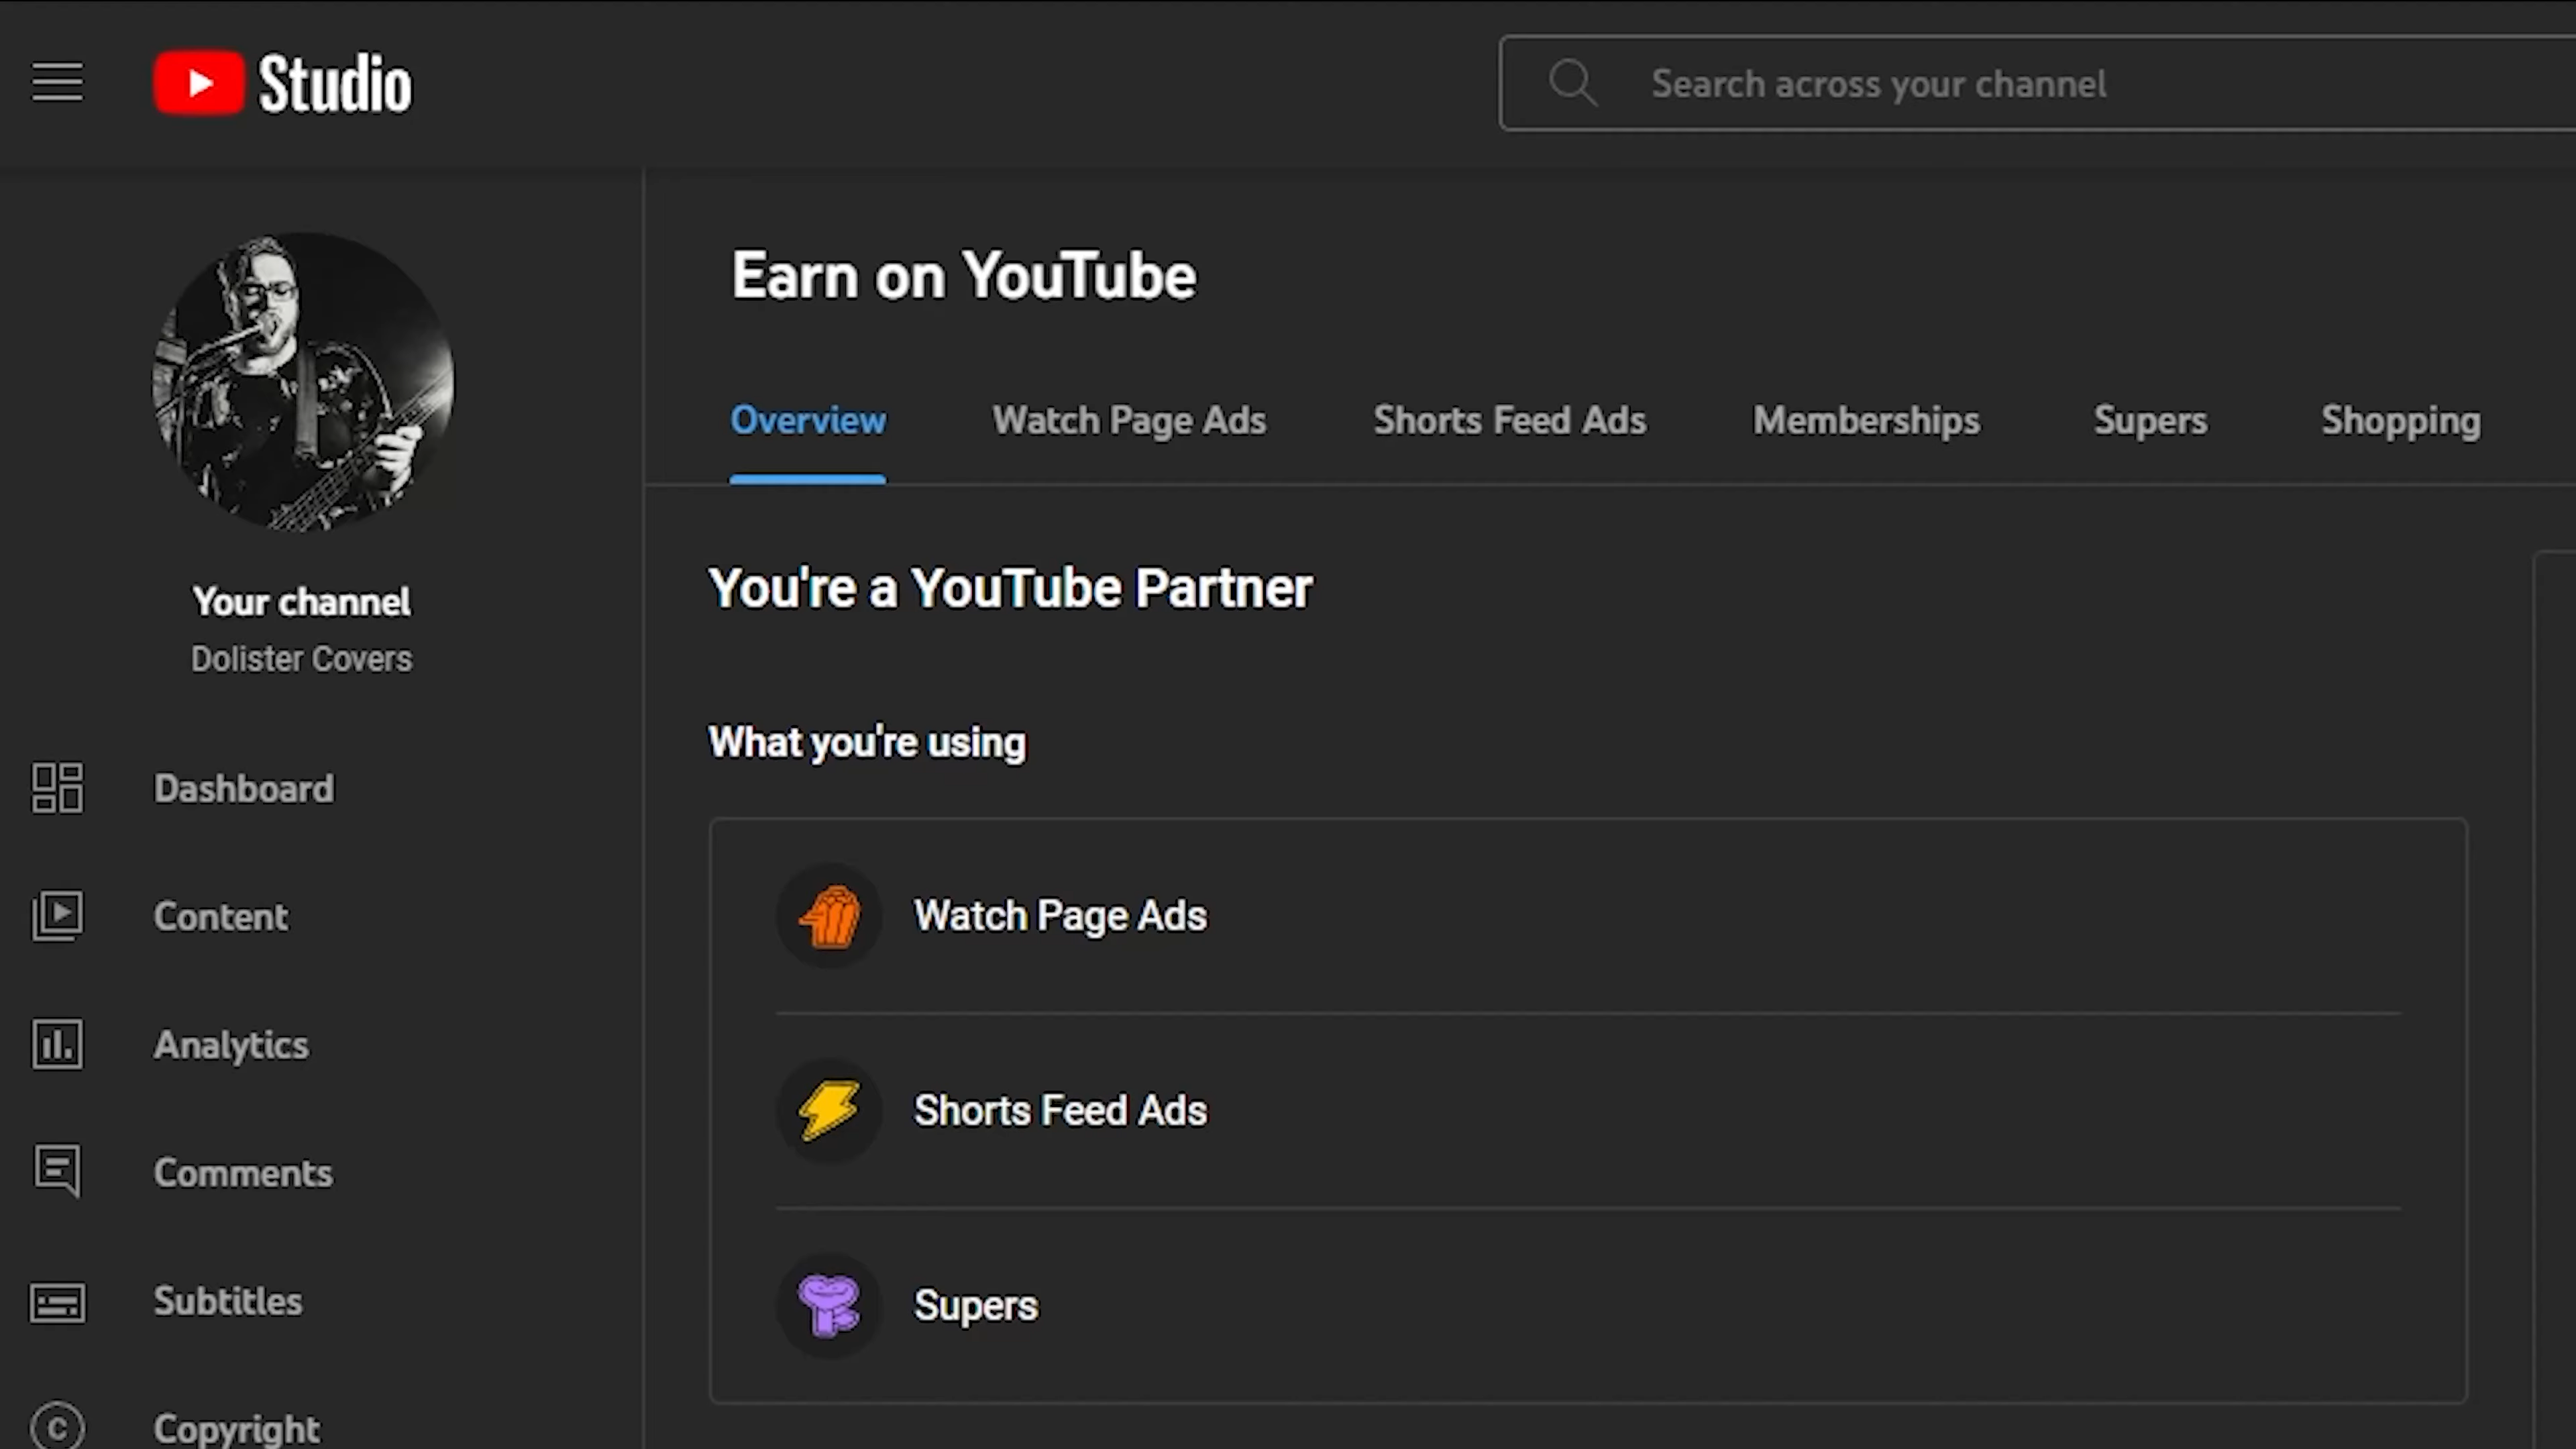 Studio
Search across your channel
Your channel
Dolister Covers
Dashboard
Content
Analytics
Comments
Subtitles
Copyright
Earn on YouTube
Overview Watch Page Ads Shorts Feed Ads Memberships Supers Shopping
You're a YouTube Partner
What you're using
Watch Page Ads
Shorts Feed Ads
Supers